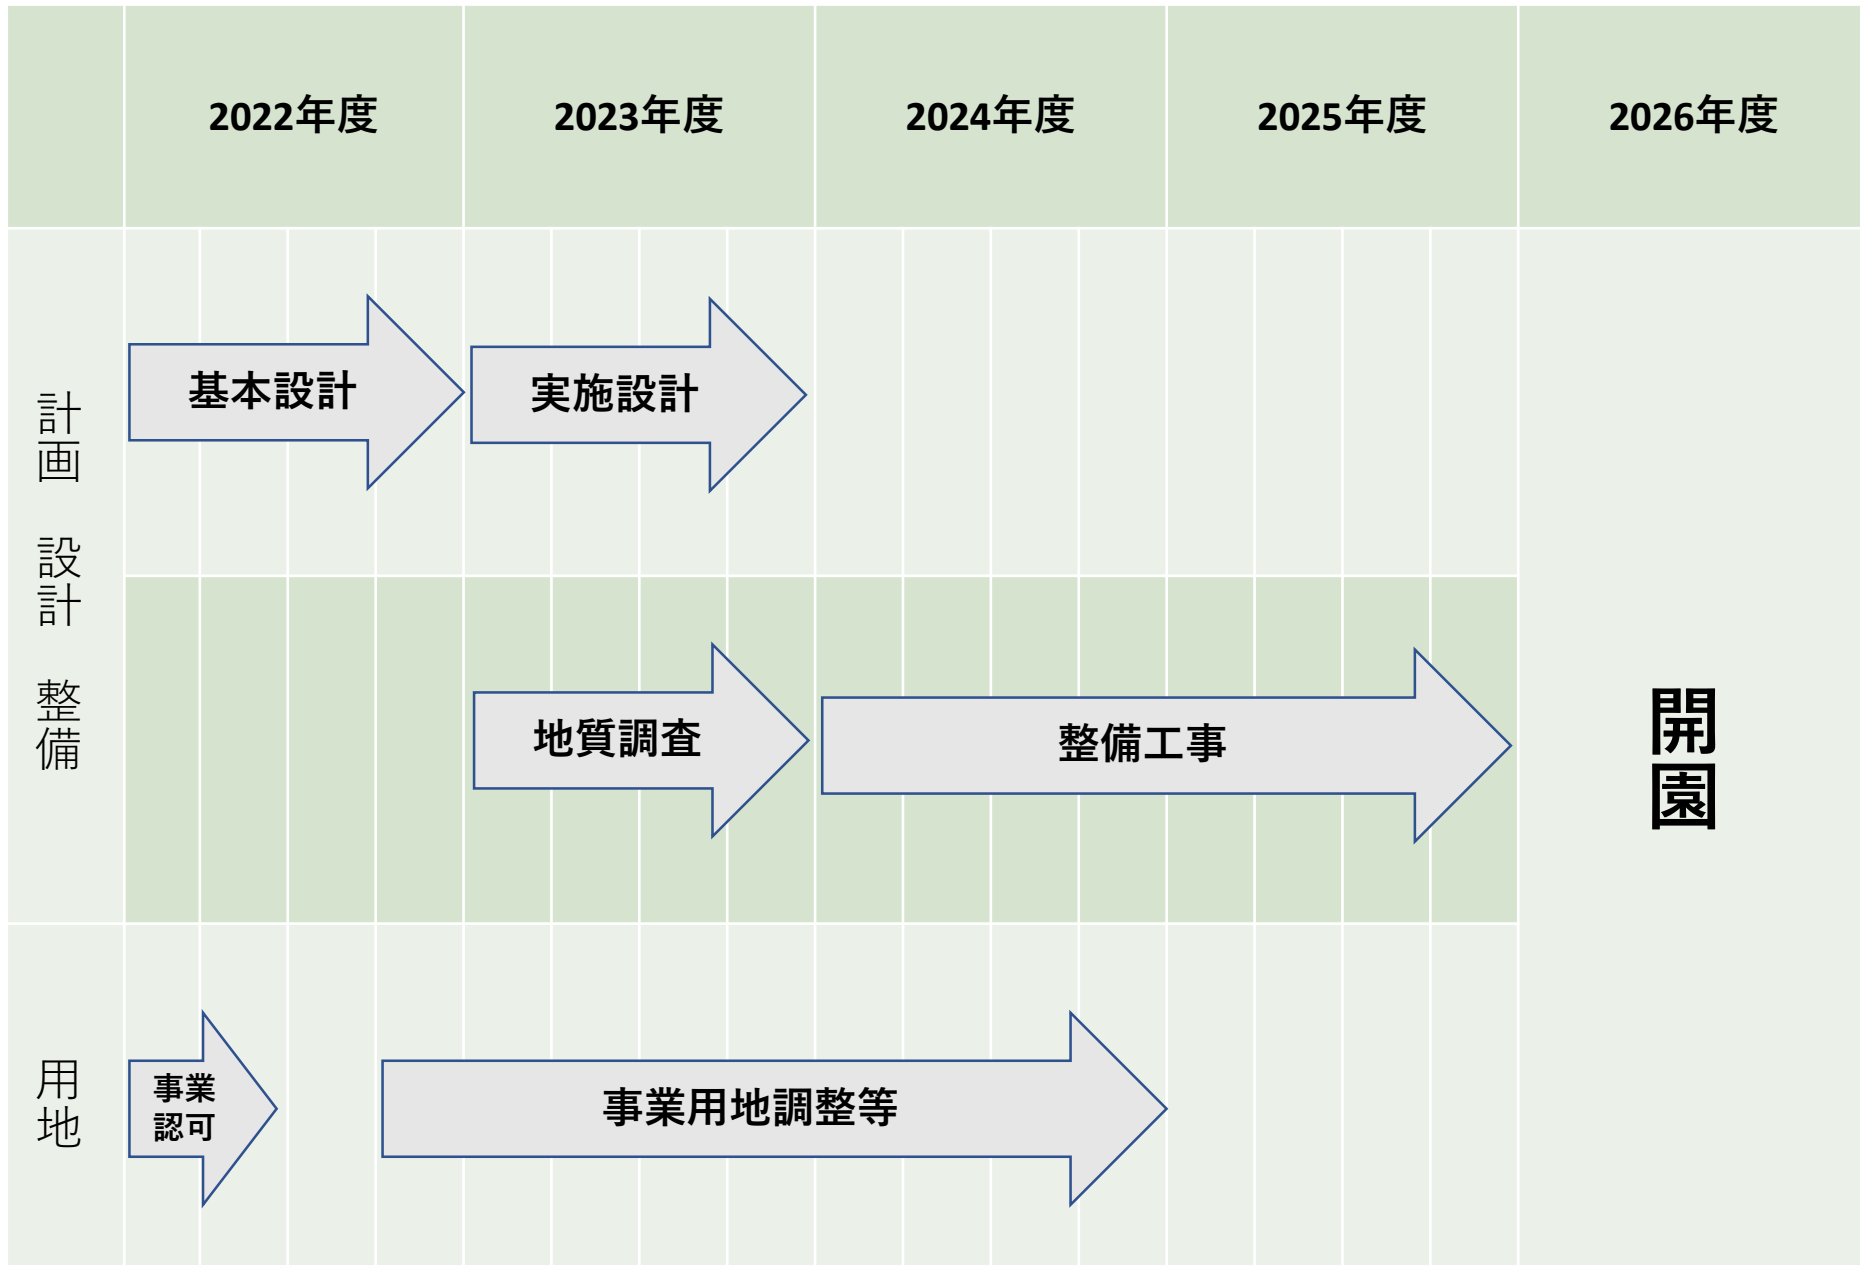 2022年度
2023年度
2024年度
2025年度
2026年度
計画 設計 整備
基本設計
実施設計
地質調査
整備工事
開園
用地
事業
認可
事業用地調整等